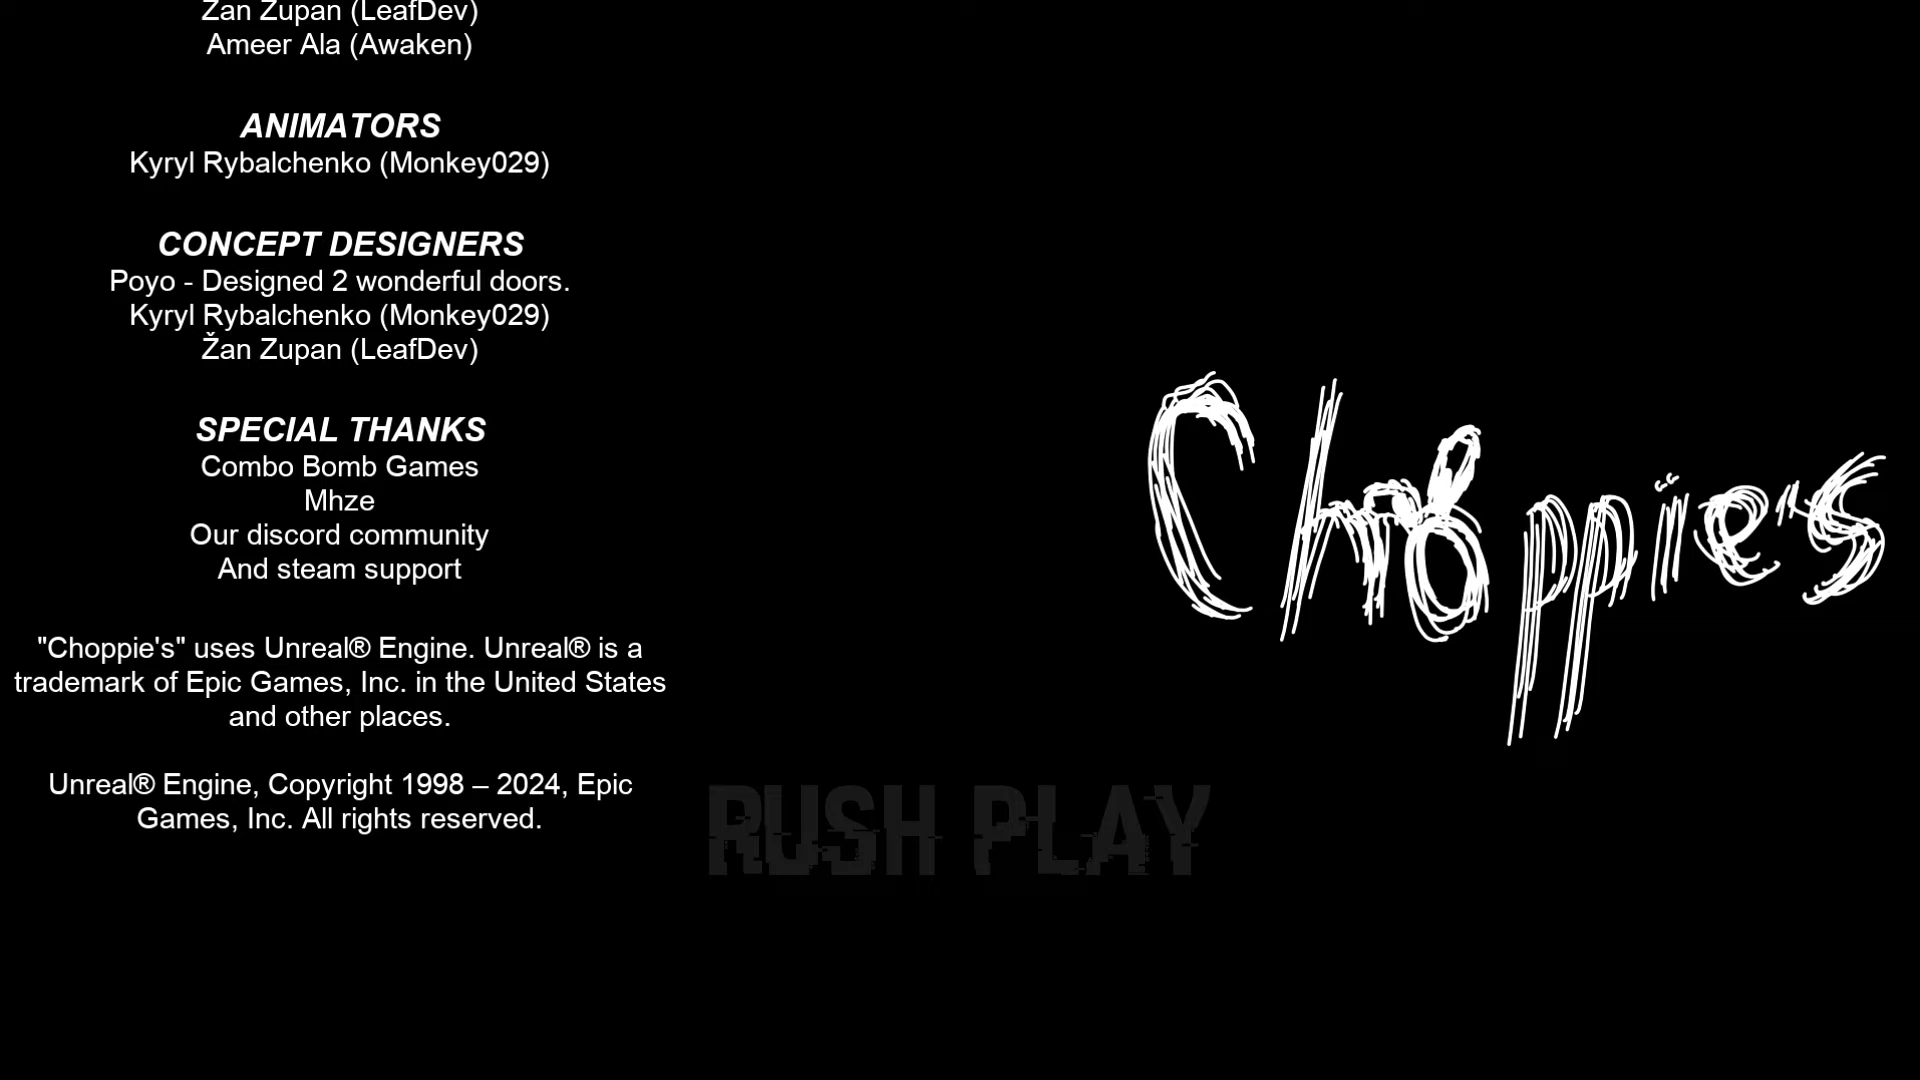 Žan Zupan (LeafDev)
Ameer Ala (Awaken)
ANIMATORS
Kyryl Rybalchenko (Monkey029)
CONCEPT DESIGNERS
Poyo - Designed 2 wonderful doors.
Kyryl Rybalchenko (Monkey029)
Žan Zupan (LeafDev)
SPECIAL THANKS
Combo Bomb Games
Mhze
Our discord community
And steam support
"Choppie's" uses Unreal® Engine. Unreal® is a
trademark of Epic Games, Inc. in the United States
and other places.
Unreal® Engine, Copyright 1998 – 2024, Epic
Games, Inc. All rights reserved.
Choppie's
RUSH PLAY